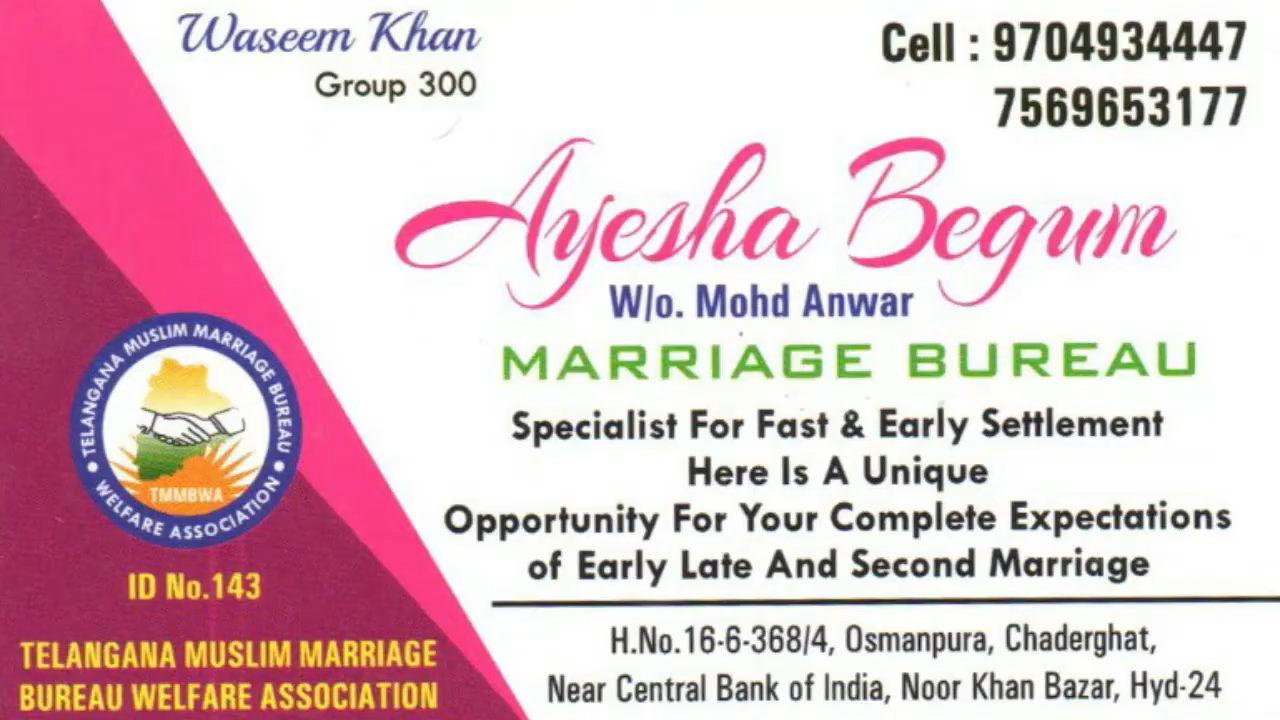 Waseem Khan
Group 300
Cell : 9704934447
7569653177
Ayesha Begum
W/o. Mohd Anwar
MARRIAGE BUREAU
Specialist For Fast & Early Settlement
Here Is A Unique
Opportunity For Your Complete Expectations
of Early Late And Second Marriage
H.No.16-6-368/4, Osmanpura, Chaderghat,
Near Central Bank of India, Noor Khan Bazar, Hyd-24
TELANGANA MUSLIM MARRIAGE BUREAU
WELFARE ASSOCIATION
TMMBWA
ID No.143
TELANGANA MUSLIM MARRIAGE
BUREAU WELFARE ASSOCIATION